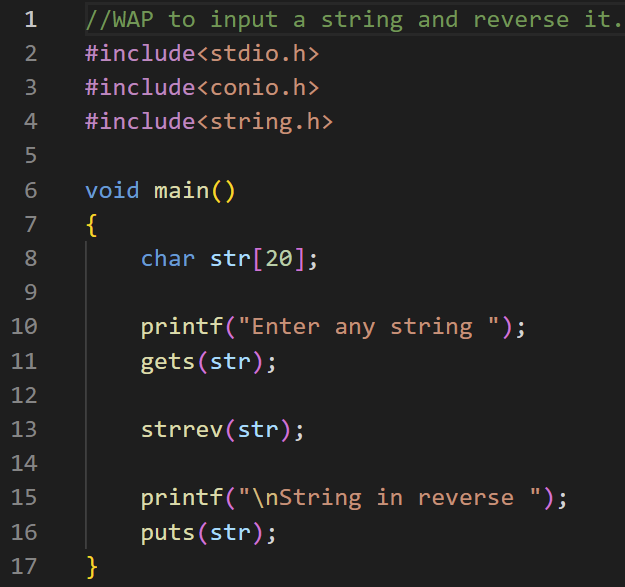 1 //WAP to input a string and reverse it.
2 #include<stdio.h>
3 #include<conio.h>
4 #include<string.h>
5
6 void main()
7 {
8     char str[20];
9
10     printf("Enter any string ");
11     gets(str);
12
13     strrev(str);
14
15     printf("\nString in reverse ");
16     puts(str);
17 }